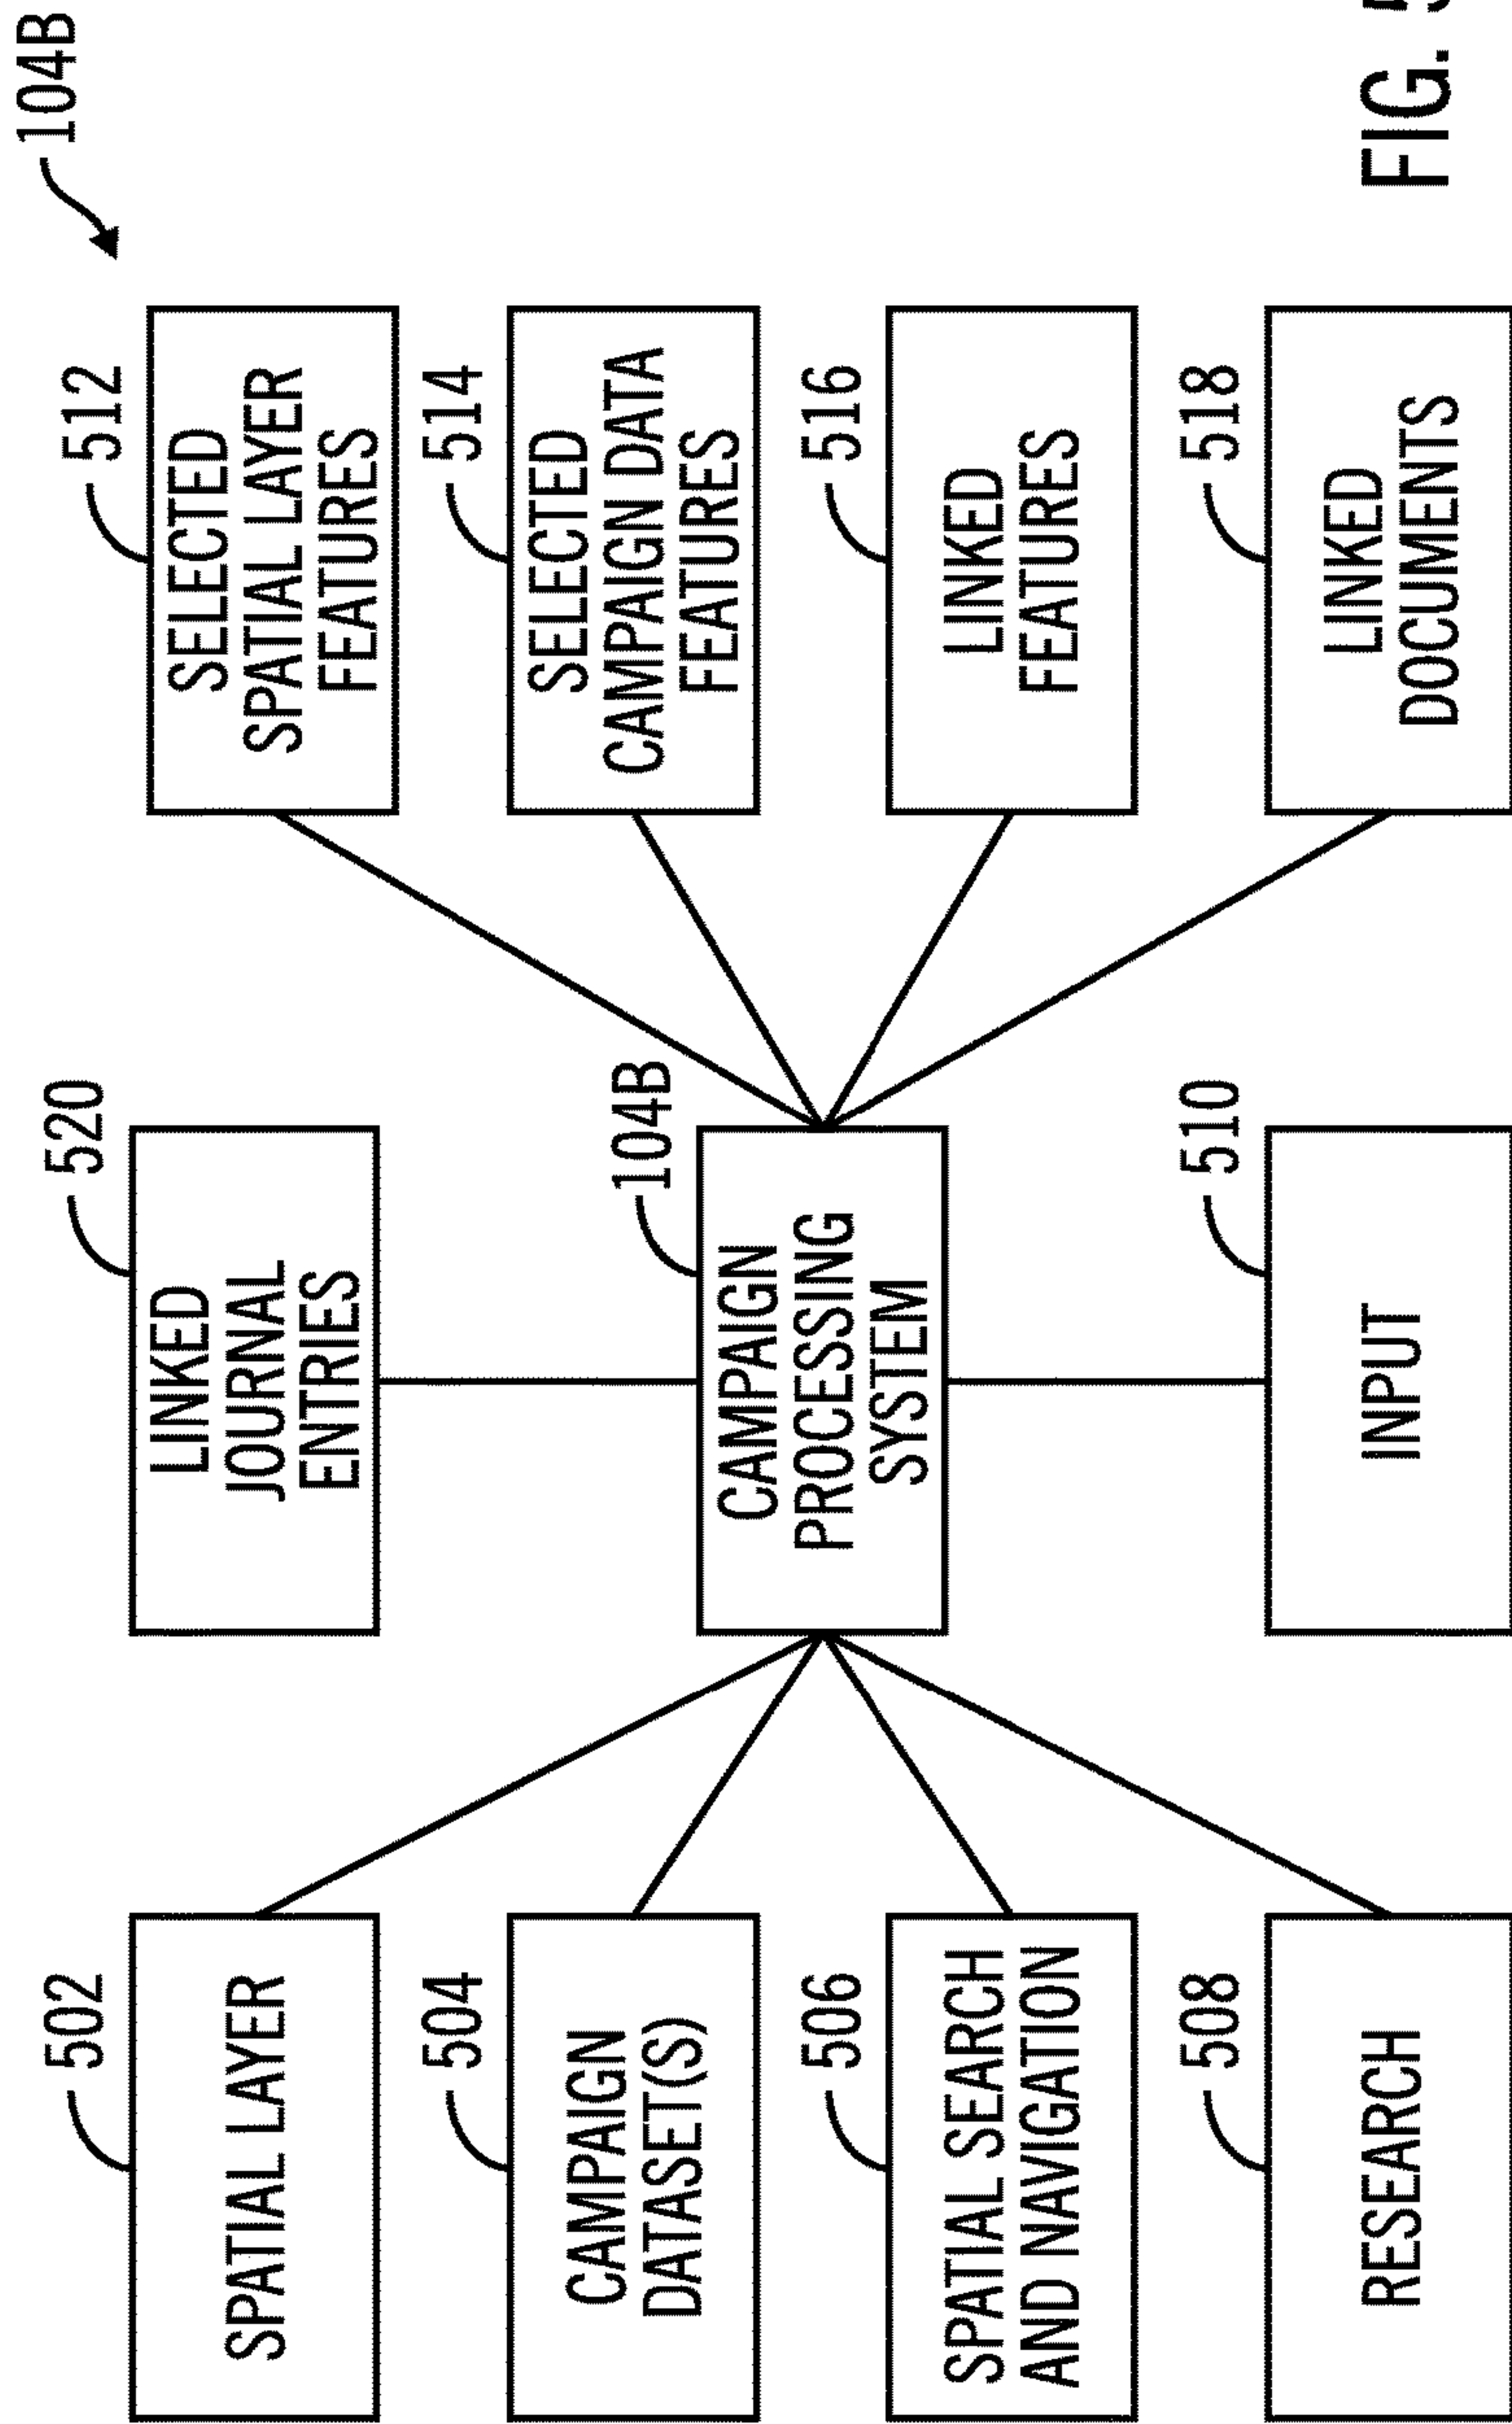 104B
502
520
512
SPATIAL LAYER
LINKED
JOURNAL
ENTRIES
SELECTED
SPATIAL LAYER
FEATURES
504
514
CAMPAIGN
DATASET(S)
SELECTED
CAMPAIGN DATA
FEATURES
104B
CAMPAIGN
PROCESSING
SYSTEM
506
516
SPATIAL SEARCH
AND NAVIGATION
LINKED
FEATURES
508
510
518
RESEARCH
INPUT
LINKED
DOCUMENTS
FIG.